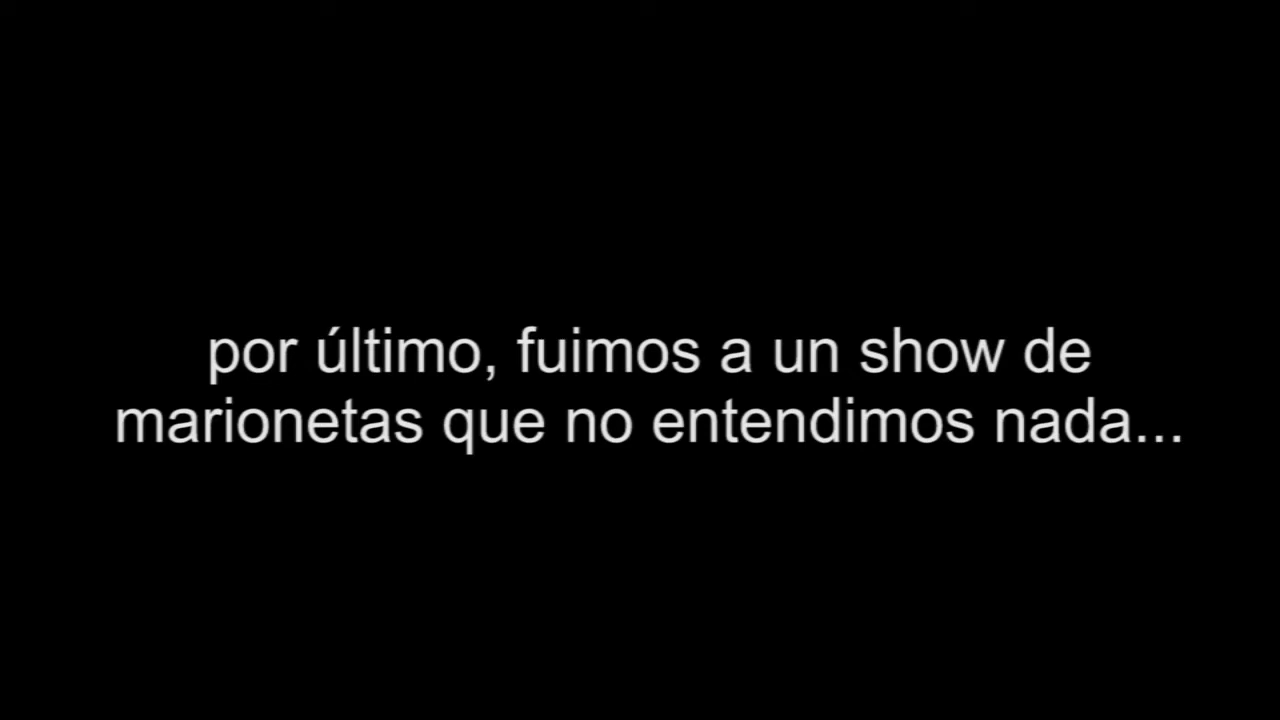 por último, fuimos a un show de
marionetas que no entendimos nada...